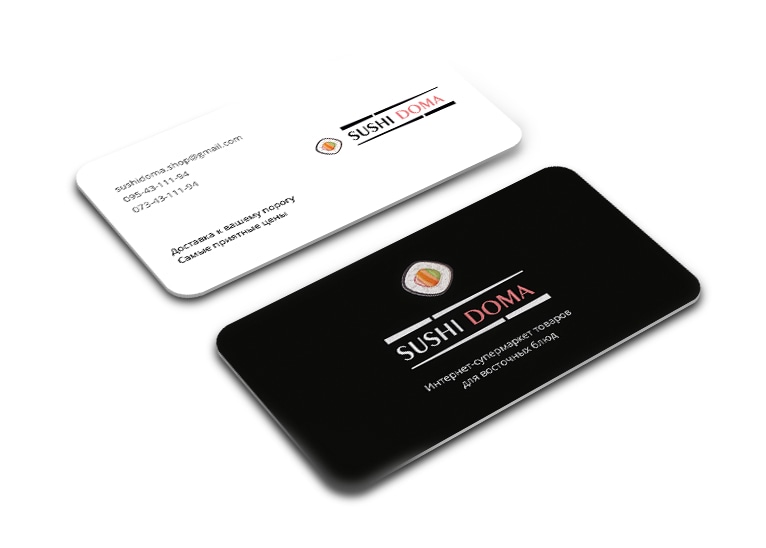 SUSHI DOMA
sushidoma.shop@gmail.com
095-43-111-94
073-43-111-94
Доставка к вашему порогу
Самые приятные цены
SUSHI DOMA
Интернет-супермаркет товаров
для восточных блюд